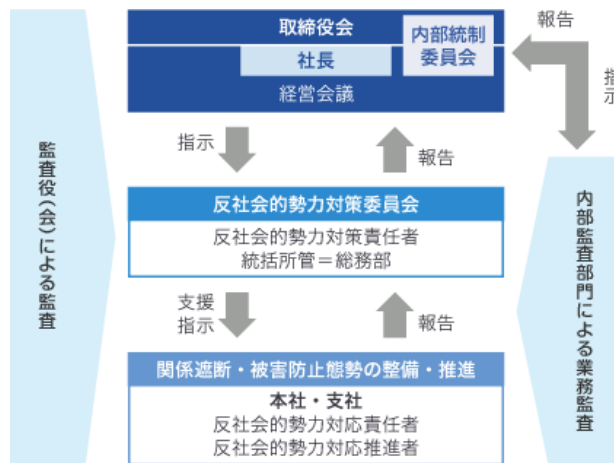 取締役会
内部統制
委員会
社長
経営会議
報告
指示
指示
報告
監査役(会)による監査
反社会的勢力対策委員会
反社会的勢力対策責任者
統括所管=総務部
内部監査部門による業務監査
支援
指示
報告
関係遮断・被害防止態勢の整備・推進
本社・支社
反社会的勢力対応責任者
反社会的勢力対応推進者